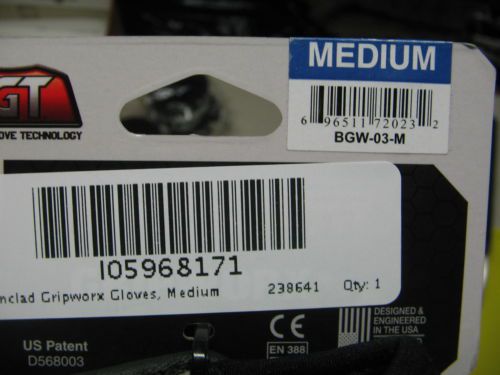 MEDIUM
GT
OVE TECHNOLOGY
6 96511 72023 2
BGW-03-M
I05968171
nclad Gripworx Gloves, Medium 238641 Qty: 1
US Patent
D568003
CE
EN 388
DESIGNED &
ENGINEERED
IN THE USA